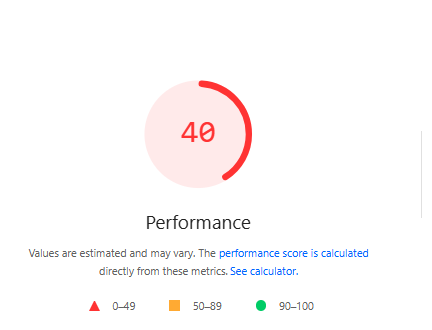 40
Performance
Values are estimated and may vary. The performance score is calculated
directly from these metrics. See calculator.
0–49 50–89 90–100